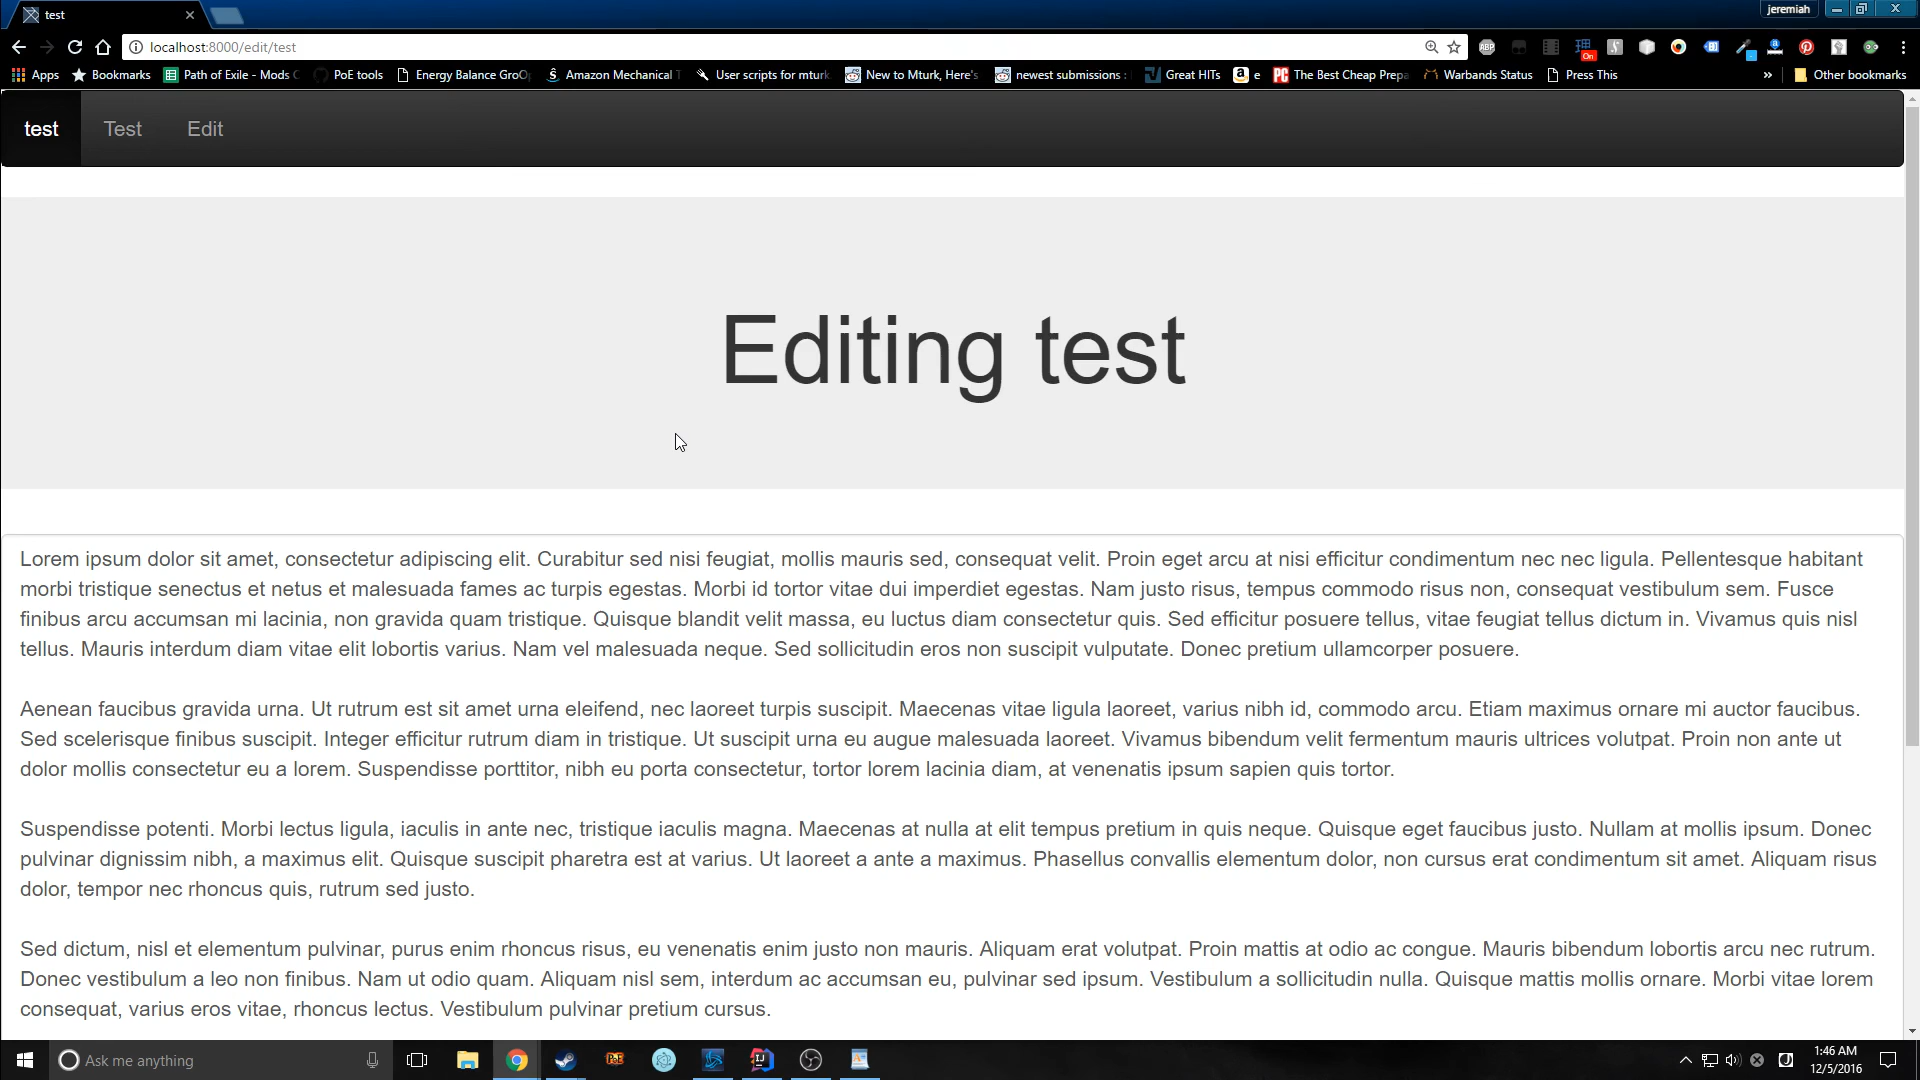 test
jeremiah
localhost:8000/edit/test
ABP
On
Apps
Bookmarks
Path of Exile - Mods
PoE tools
Energy Balance GroO
Amazon Mechanical T
User scripts for mturk
New to Mturk, Here's
newest submissions :
Great HITs
e
The Best Cheap Prepa
Warbands Status
Press This
»
Other bookmarks
test Test Edit
Editing test
Lorem ipsum dolor sit amet, consectetur adipiscing elit. Curabitur sed nisi feugiat, mollis mauris sed, consequat velit. Proin eget arcu at nisi efficitur condimentum nec nec ligula. Pellentesque habitant
morbi tristique senectus et netus et malesuada fames ac turpis egestas. Morbi id tortor vitae dui imperdiet egestas. Nam justo risus, tempus commodo risus non, consequat vestibulum sem. Fusce
finibus arcu accumsan mi lacinia, non gravida quam tristique. Quisque blandit velit massa, eu luctus diam consectetur quis. Sed efficitur posuere tellus, vitae feugiat tellus dictum in. Vivamus quis nisl
tellus. Mauris interdum diam vitae elit lobortis varius. Nam vel malesuada neque. Sed sollicitudin eros non suscipit vulputate. Donec pretium ullamcorper posuere.
Aenean faucibus gravida urna. Ut rutrum est sit amet urna eleifend, nec laoreet turpis suscipit. Maecenas vitae ligula laoreet, varius nibh id, commodo arcu. Etiam maximus ornare mi auctor faucibus.
Sed scelerisque finibus suscipit. Integer efficitur rutrum diam in tristique. Ut suscipit urna eu augue malesuada laoreet. Vivamus bibendum velit fermentum mauris ultrices volutpat. Proin non ante ut
dolor mollis consectetur eu a lorem. Suspendisse porttitor, nibh eu porta consectetur, tortor lorem lacinia diam, at venenatis ipsum sapien quis tortor.
Suspendisse potenti. Morbi lectus ligula, iaculis in ante nec, tristique iaculis magna. Maecenas at nulla at elit tempus pretium in quis neque. Quisque eget faucibus justo. Nullam at mollis ipsum. Donec
pulvinar dignissim nibh, a maximus elit. Quisque suscipit pharetra est at varius. Ut laoreet a ante a maximus. Phasellus convallis elementum dolor, non cursus erat condimentum sit amet. Aliquam risus
dolor, tempor nec rhoncus quis, rutrum sed justo.
Sed dictum, nisl et elementum pulvinar, purus enim rhoncus risus, eu venenatis enim justo non mauris. Aliquam erat volutpat. Proin mattis at odio ac congue. Mauris bibendum lobortis arcu nec rutrum.
Donec vestibulum a leo non finibus. Nam ut odio quam. Aliquam nisl sem, interdum ac accumsan eu, pulvinar sed ipsum. Vestibulum a sollicitudin nulla. Quisque mattis mollis ornare. Morbi vitae lorem
consequat, varius eros vitae, rhoncus lectus. Vestibulum pulvinar pretium cursus.
Ask me anything
1:46 AM
12/5/2016